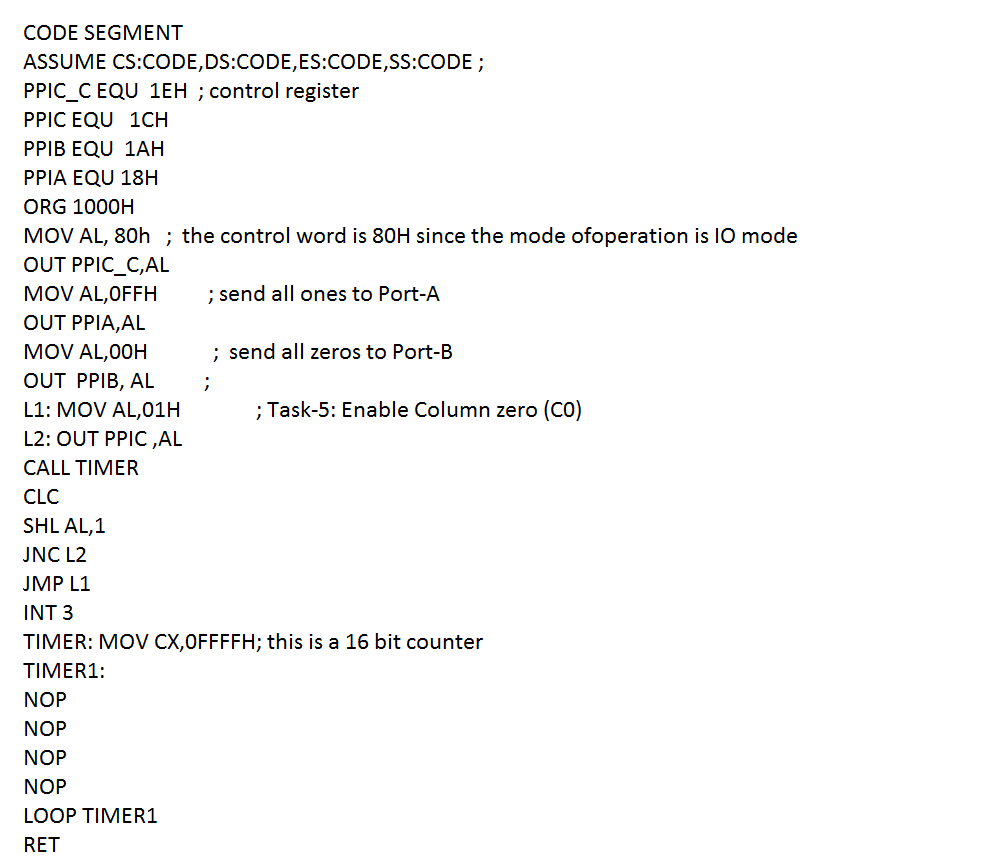 CODE SEGMENT
ASSUME CS:CODE,DS:CODE,ES:CODE,SS:CODE ;
PPIC_C EQU  1EH  ; control register
PPIC EQU   1CH
PPIB EQU  1AH
PPIA EQU 18H
ORG 1000H
MOV AL, 80h   ;  the control word is 80H since the mode ofoperation is IO mode
OUT PPIC_C,AL
MOV AL,0FFH         ; send all ones to Port-A
OUT PPIA,AL
MOV AL,00H            ;  send all zeros to Port-B
OUT  PPIB, AL         ;
L1: MOV AL,01H             ; Task-5: Enable Column zero (C0)
L2: OUT PPIC ,AL
CALL TIMER
CLC
SHL AL,1
JNC L2
JMP L1
INT 3
TIMER: MOV CX,0FFFFH; this is a 16 bit counter
TIMER1:
NOP
NOP
NOP
NOP
LOOP TIMER1
RET